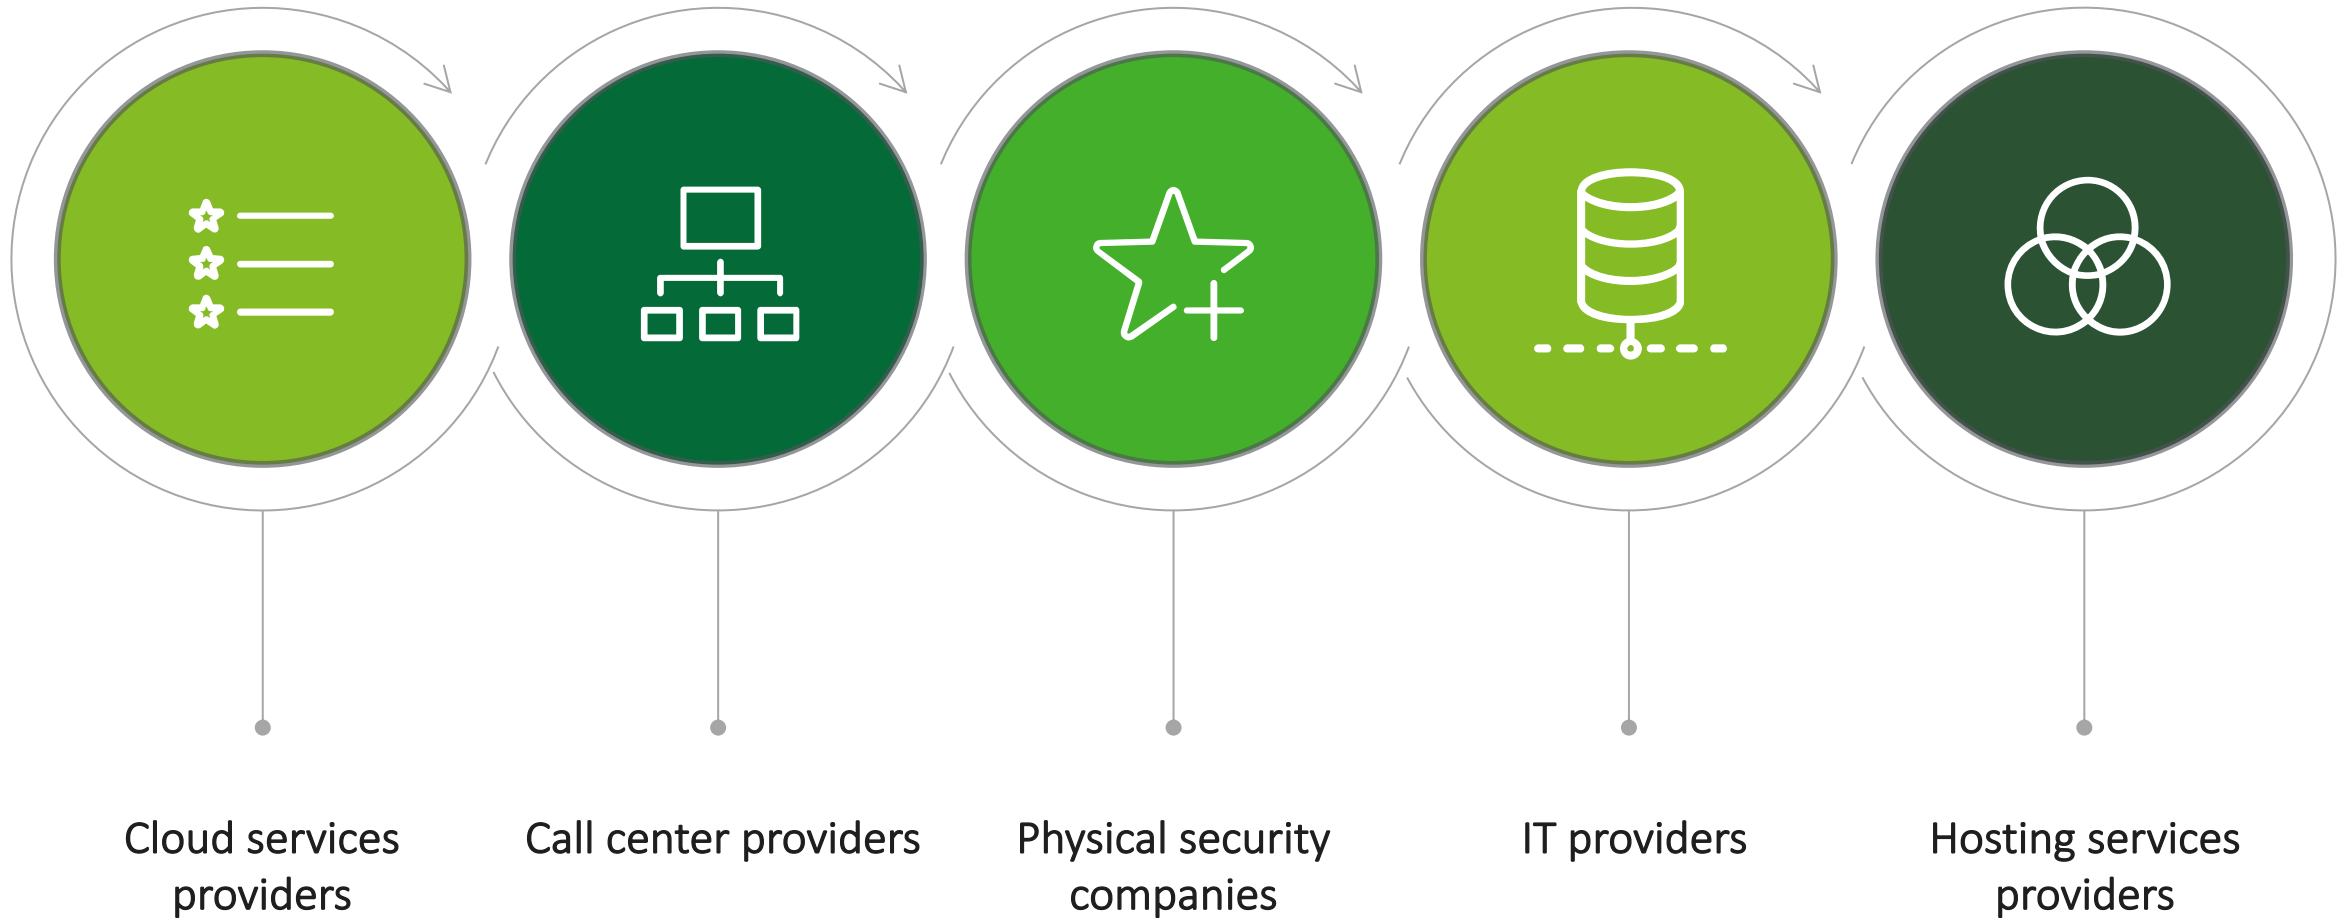 Cloud services
providers
Call center providers
Physical security
companies
IT providers
Hosting services
providers